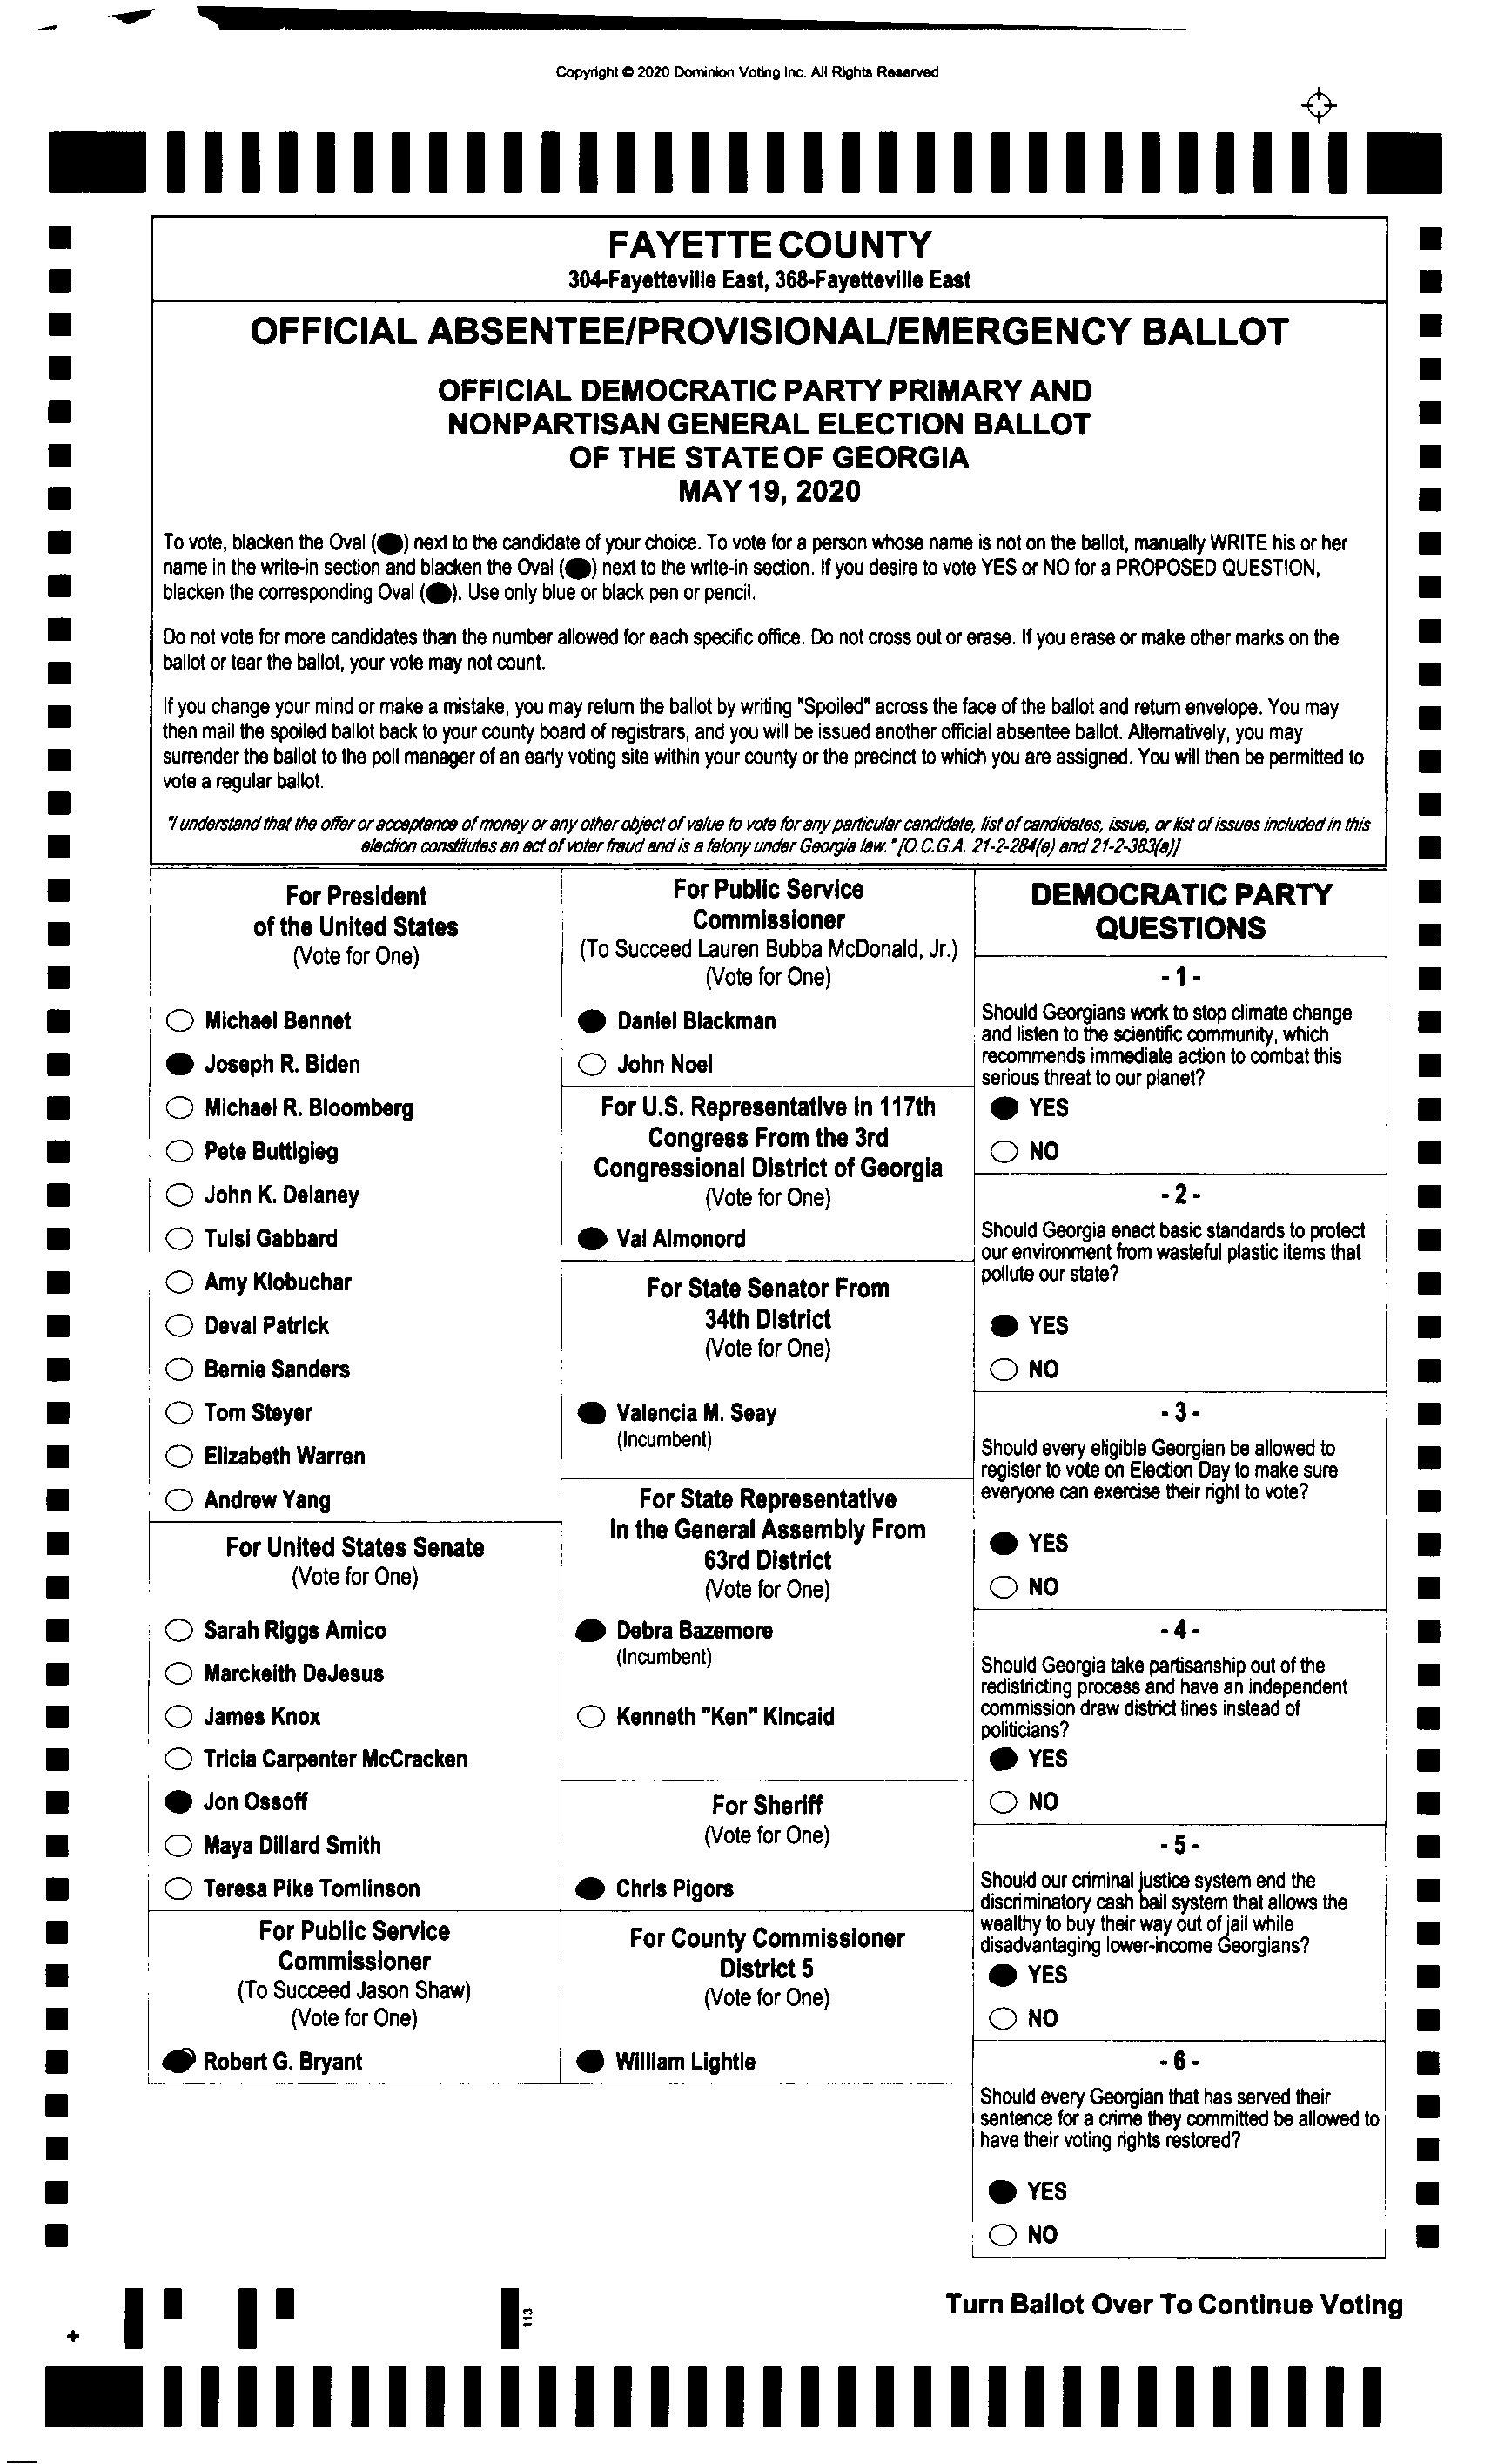 Copyright © 2020 Dominion Voting Inc. All Rights Reserved
FAYETTE COUNTY
304-Fayetteville East, 368-Fayetteville East
OFFICIAL ABSENTEE/PROVISIONAL/EMERGENCY BALLOT
OFFICIAL DEMOCRATIC PARTY PRIMARY AND
NONPARTISAN GENERAL ELECTION BALLOT
OF THE STATE OF GEORGIA
MAY 19, 2020
To vote, blacken the Oval () next to the candidate of your choice. To vote for a person whose name is not on the ballot, manually WRITE his or her
name in the write-in section and blacken the Oval () next to the write-in section. If you desire to vote YES or NO for a PROPOSED QUESTION,
blacken the corresponding Oval (). Use only blue or black pen or pencil.
Do not vote for more candidates than the number allowed for each specific office. Do not cross out or erase. If you erase or make other marks on the
ballot or tear the ballot, your vote may not count.
If you change your mind or make a mistake, you may return the ballot by writing "Spoiled" across the face of the ballot and return envelope. You may
then mail the spoiled ballot back to your county board of registrars, and you will be issued another official absentee ballot. Alternatively, you may
surrender the ballot to the poll manager of an early voting site within your county or the precinct to which you are assigned. You will then be permitted to
vote a regular ballot.
"I understand that the offer or acceptance of money or any other object of value to vote for any particular candidate, list of candidates, issue, or list of issues included in this
election constitutes an act of voter fraud and is a felony under Georgia law." [O.C.G.A. 21-2-284(e) and 21-2-383(a)]
For President
of the United States
(Vote for One)
Michael Bennet
Joseph R. Biden
Michael R. Bloomberg
Pete Buttigieg
John K. Delaney
Tulsi Gabbard
Amy Klobuchar
Deval Patrick
Bernie Sanders
Tom Steyer
Elizabeth Warren
Andrew Yang
For United States Senate
(Vote for One)
Sarah Riggs Amico
Marckeith DeJesus
James Knox
Tricia Carpenter McCracken
Jon Ossoff
Maya Dillard Smith
Teresa Pike Tomlinson
For Public Service
Commissioner
(To Succeed Jason Shaw)
(Vote for One)
Robert G. Bryant
For Public Service
Commissioner
(To Succeed Lauren Bubba McDonald, Jr.)
(Vote for One)
Daniel Blackman
John Noel
For U.S. Representative in 117th
Congress From the 3rd
Congressional District of Georgia
(Vote for One)
Val Almonord
For State Senator From
34th District
(Vote for One)
Valencia M. Seay
(Incumbent)
For State Representative
In the General Assembly From
63rd District
(Vote for One)
Debra Bazemore
(Incumbent)
Kenneth "Ken" Kincaid
For Sheriff
(Vote for One)
Chris Pigors
For County Commissioner
District 5
(Vote for One)
William Lightle
DEMOCRATIC PARTY
QUESTIONS
- 1 -
Should Georgians work to stop climate change
and listen to the scientific community, which
recommends immediate action to combat this
serious threat to our planet?
YES
NO
- 2 -
Should Georgia enact basic standards to protect
our environment from wasteful plastic items that
pollute our state?
YES
NO
- 3 -
Should every eligible Georgian be allowed to
register to vote on Election Day to make sure
everyone can exercise their right to vote?
YES
NO
- 4 -
Should Georgia take partisanship out of the
redistricting process and have an independent
commission draw district lines instead of
politicians?
YES
NO
- 5 -
Should our criminal justice system end the
discriminatory cash bail system that allows the
wealthy to buy their way out of jail while
disadvantaging lower-income Georgians?
YES
NO
- 6 -
Should every Georgian that has served their
sentence for a crime they committed be allowed to
have their voting rights restored?
YES
NO
Turn Ballot Over To Continue Voting
113
+